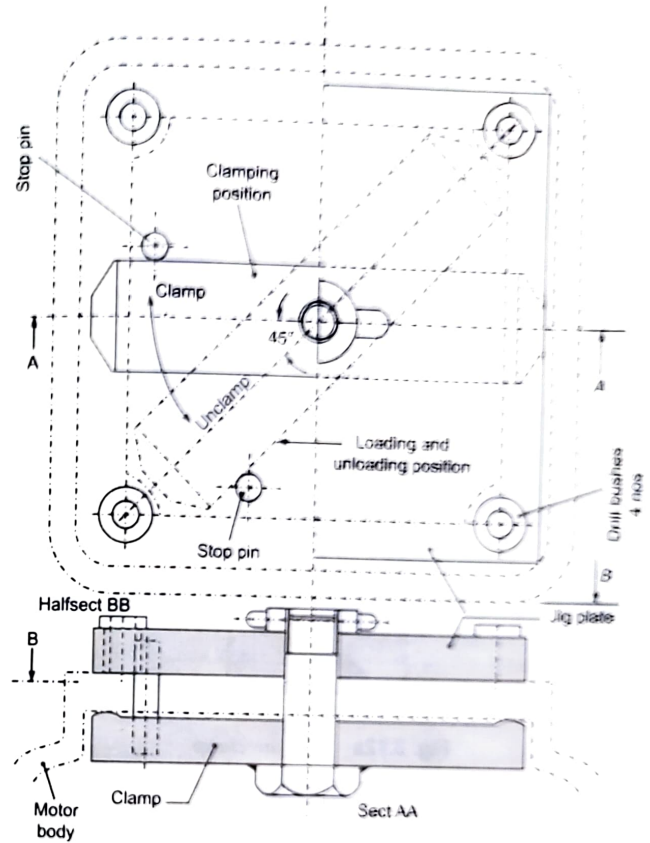 Stop pin
Clamping
position
Clamp
45°
A
A
Unclamp
Loading and
unloading position
Drill bushes
4 nos
Stop pin
B
Halfsect BB
Jig plate
B
Clamp
Sect AA
Motor
body